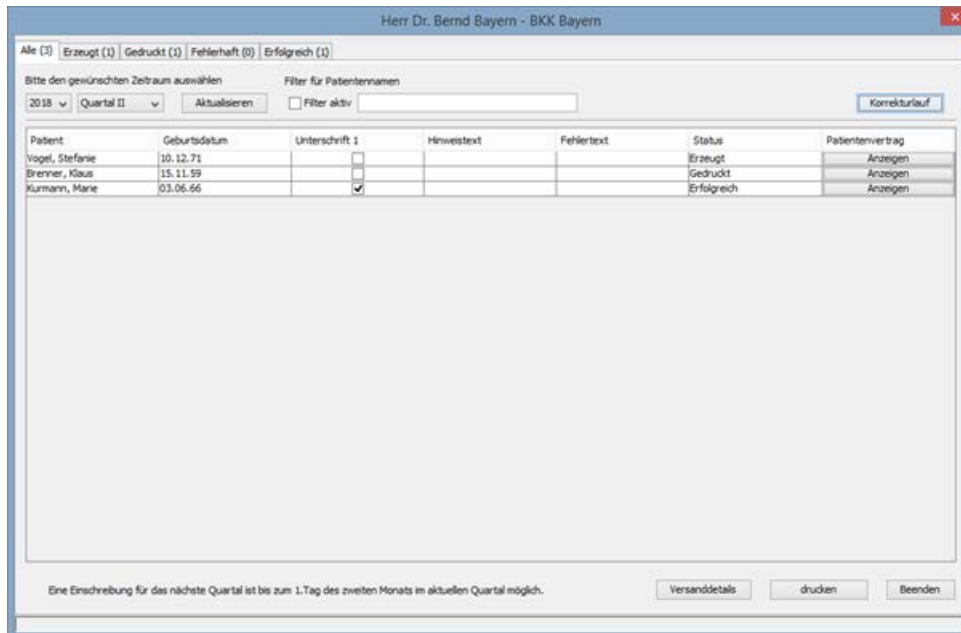 Herr Dr. Bernd Bayern - BKK Bayern
Alle (3) Erzeugt (1) Gedruckt (1) Fehlerhaft (0) Erfolgreich (1)
Bitte den gewünschten Zeitraum auswählen Filter für Patientennamen
2018 Quartal II Aktualisieren Filter aktiv Korrekturlauf
Patient Geburtsdatum Unterschrift 1 Hinweistext Fehlertext Status Patientenvertrag
Vogel, Stefanie 10.12.71 Erzeugt Anzeigen
Brenner, Klaus 15.11.59 Gedruckt Anzeigen
Kurmann, Marie 03.06.66 Erfolgreich Anzeigen
Eine Einschreibung für das nächste Quartal ist bis zum 1.Tag des zweiten Monats im aktuellen Quartal möglich. Versanddetails drucken Beenden